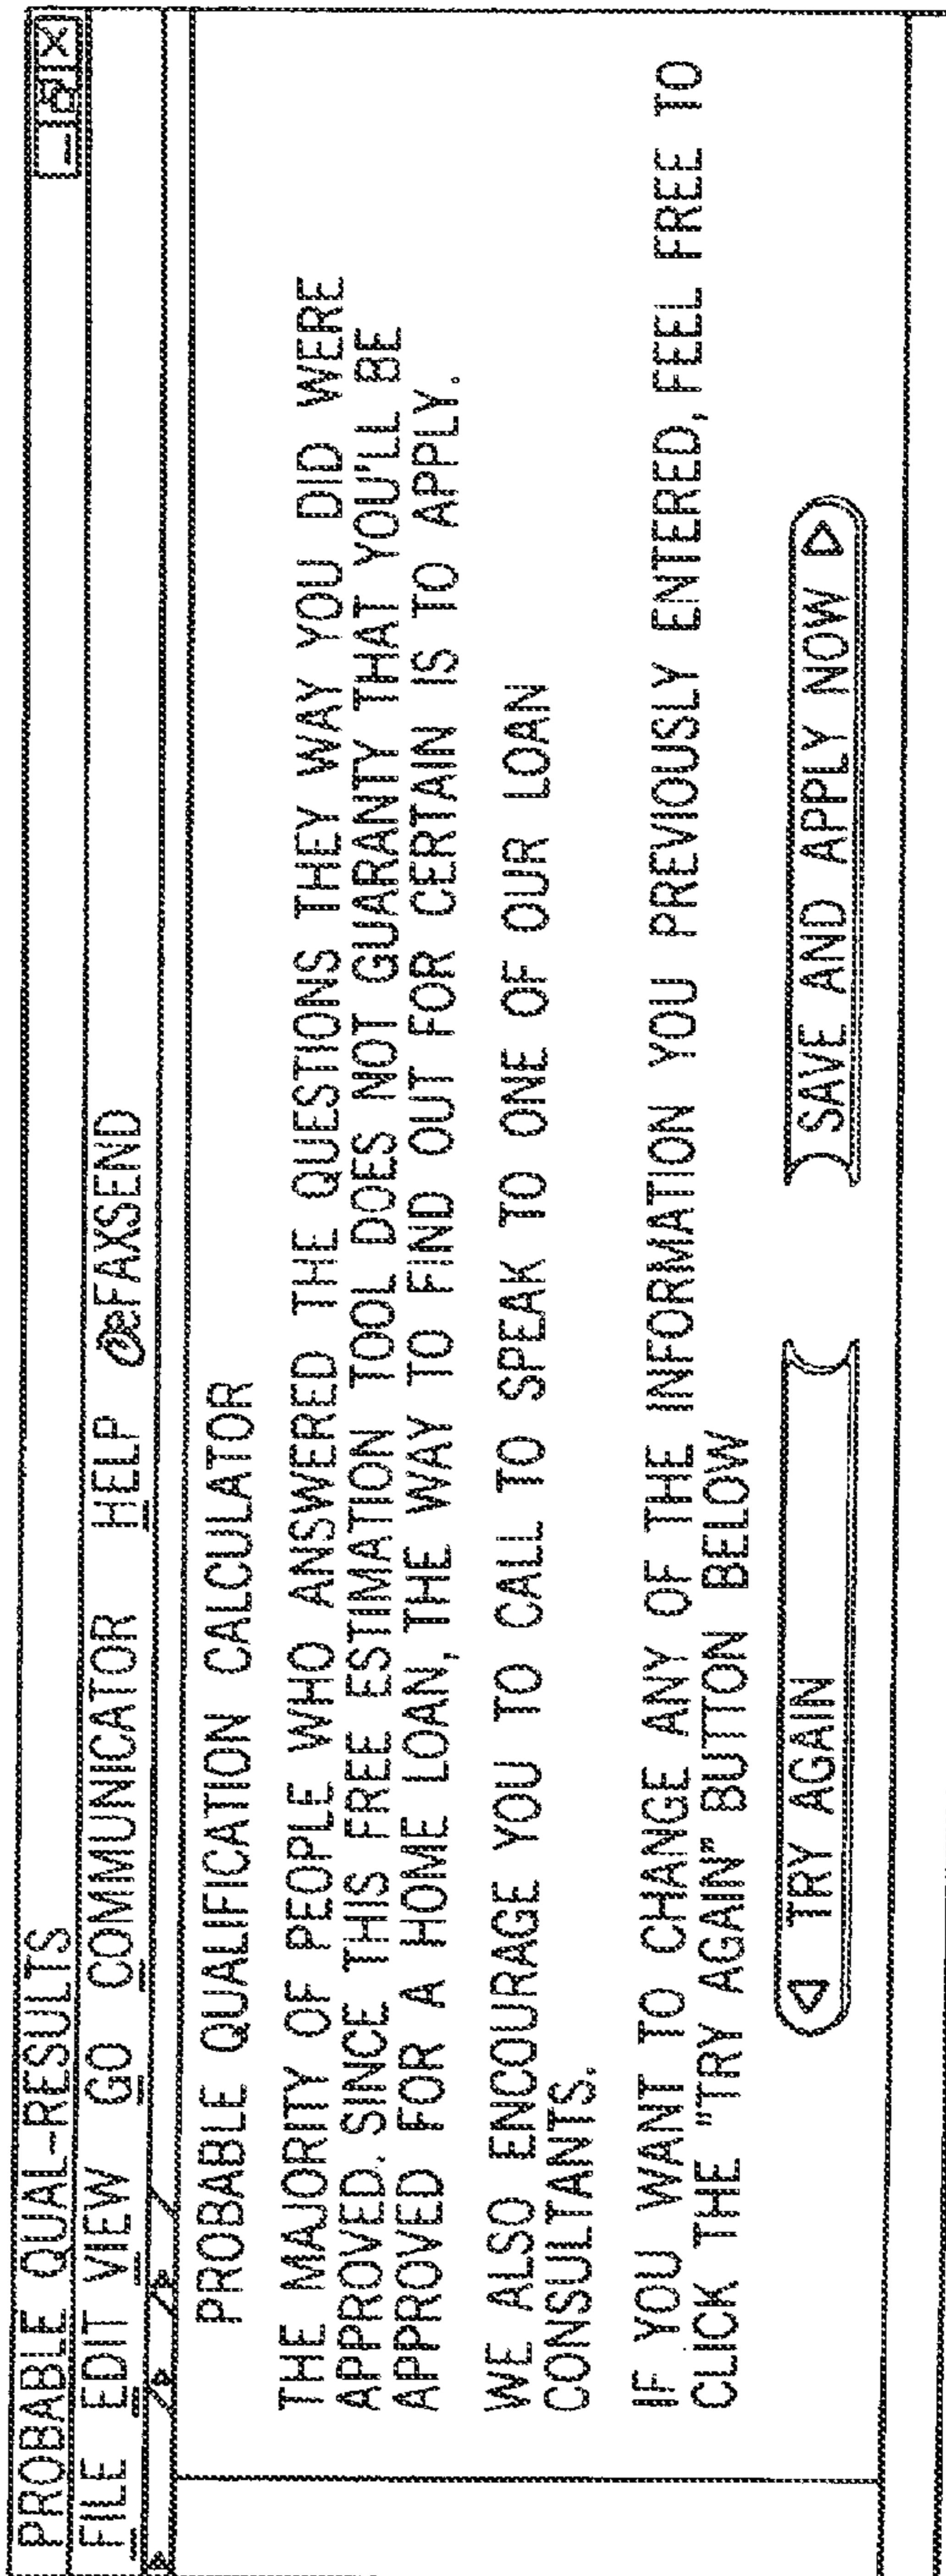 PROBABLE QUAL-RESULTS
FILE EDIT VIEW GO COMMUNICATOR HELP eFAXSEND
PROBABLE QUALIFICATION CALCULATOR
THE MAJORITY OF PEOPLE WHO ANSWERED THE QUESTIONS THEY WAY YOU DID WERE
APPROVED. SINCE THIS FREE ESTIMATION TOOL DOES NOT GUARANTY THAT YOU'LL BE
APPROVED FOR A HOME LOAN, THE WAY TO FIND OUT FOR CERTAIN IS TO APPLY.
WE ALSO ENCOURAGE YOU TO CALL TO SPEAK TO ONE OF OUR LOAN
CONSULTANTS.
IF YOU WANT TO CHANGE ANY OF THE INFORMATION YOU PREVIOUSLY ENTERED, FEEL FREE TO
CLICK THE "TRY AGAIN" BUTTON BELOW
TRY AGAIN
SAVE AND APPLY NOW